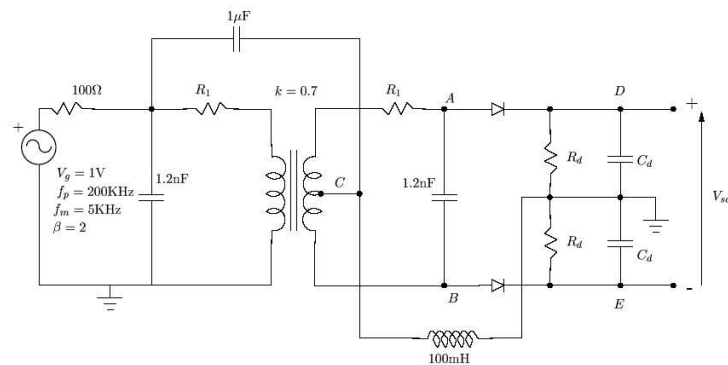 1μF
100Ω
R1
k = 0.7
R1
A
D
+
+
Vg = 1V
fp = 200KHz
fm = 5KHz
β = 2
1.2nF
C
1.2nF
Rd
Cd
Rd
Cd
B
E
-
100mH